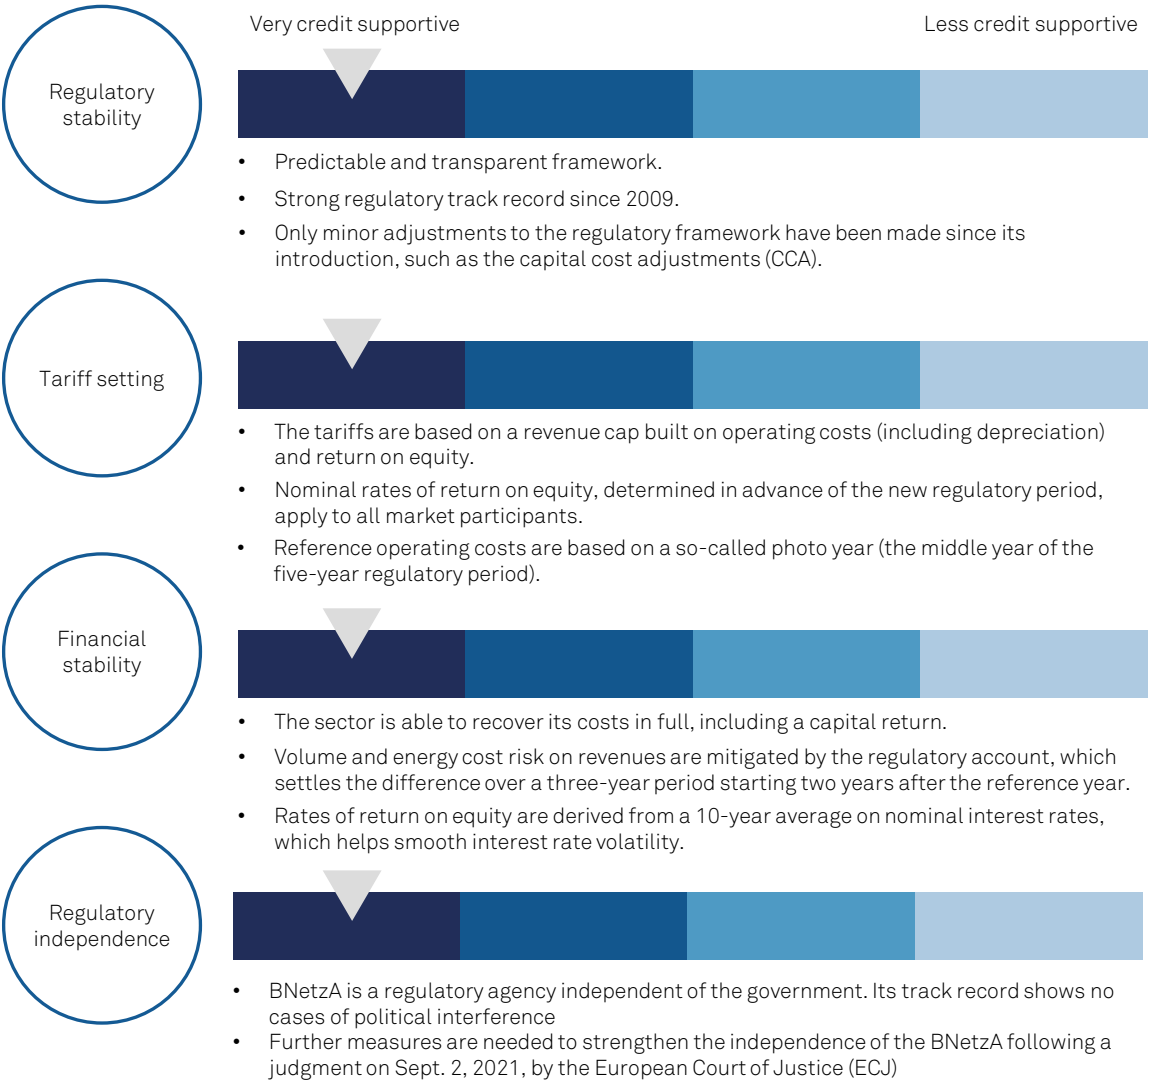 Very credit supportive
Less credit supportive
Regulatory
stability
• Predictable and transparent framework.
• Strong regulatory track record since 2009.
• Only minor adjustments to the regulatory framework have been made since its
introduction, such as the capital cost adjustments (CCA).
Tariff setting
• The tariffs are based on a revenue cap built on operating costs (including depreciation)
and return on equity.
• Nominal rates of return on equity, determined in advance of the new regulatory period,
apply to all market participants.
• Reference operating costs are based on a so-called photo year (the middle year of the
five-year regulatory period).
Financial
stability
• The sector is able to recover its costs in full, including a capital return.
• Volume and energy cost risk on revenues are mitigated by the regulatory account, which
settles the difference over a three-year period starting two years after the reference year.
• Rates of return on equity are derived from a 10-year average on nominal interest rates,
which helps smooth interest rate volatility.
Regulatory
independence
• BNetzA is a regulatory agency independent of the government. Its track record shows no
cases of political interference
• Further measures are needed to strengthen the independence of the BNetzA following a
judgment on Sept. 2, 2021, by the European Court of Justice (ECJ)